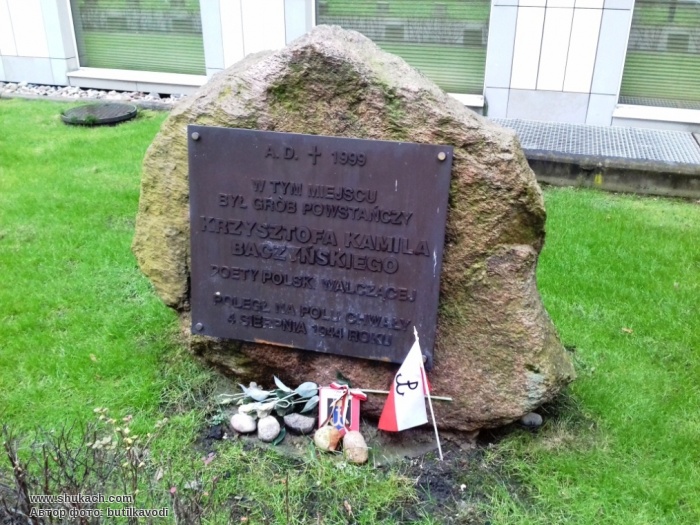 A. D. ✝ 1999
W TYM MIEJSCU
BYŁ GRÓB POWSTAŃCZY
KRZYSZTOFA KAMILA
BACZYŃSKIEGO
POETY POLSKI WALCZĄCEJ
POLEGŁ NA POLU CHWAŁY
4 SIERPNIA 1944 ROKU
www.shukach.com
Автор фото: butilkavodi